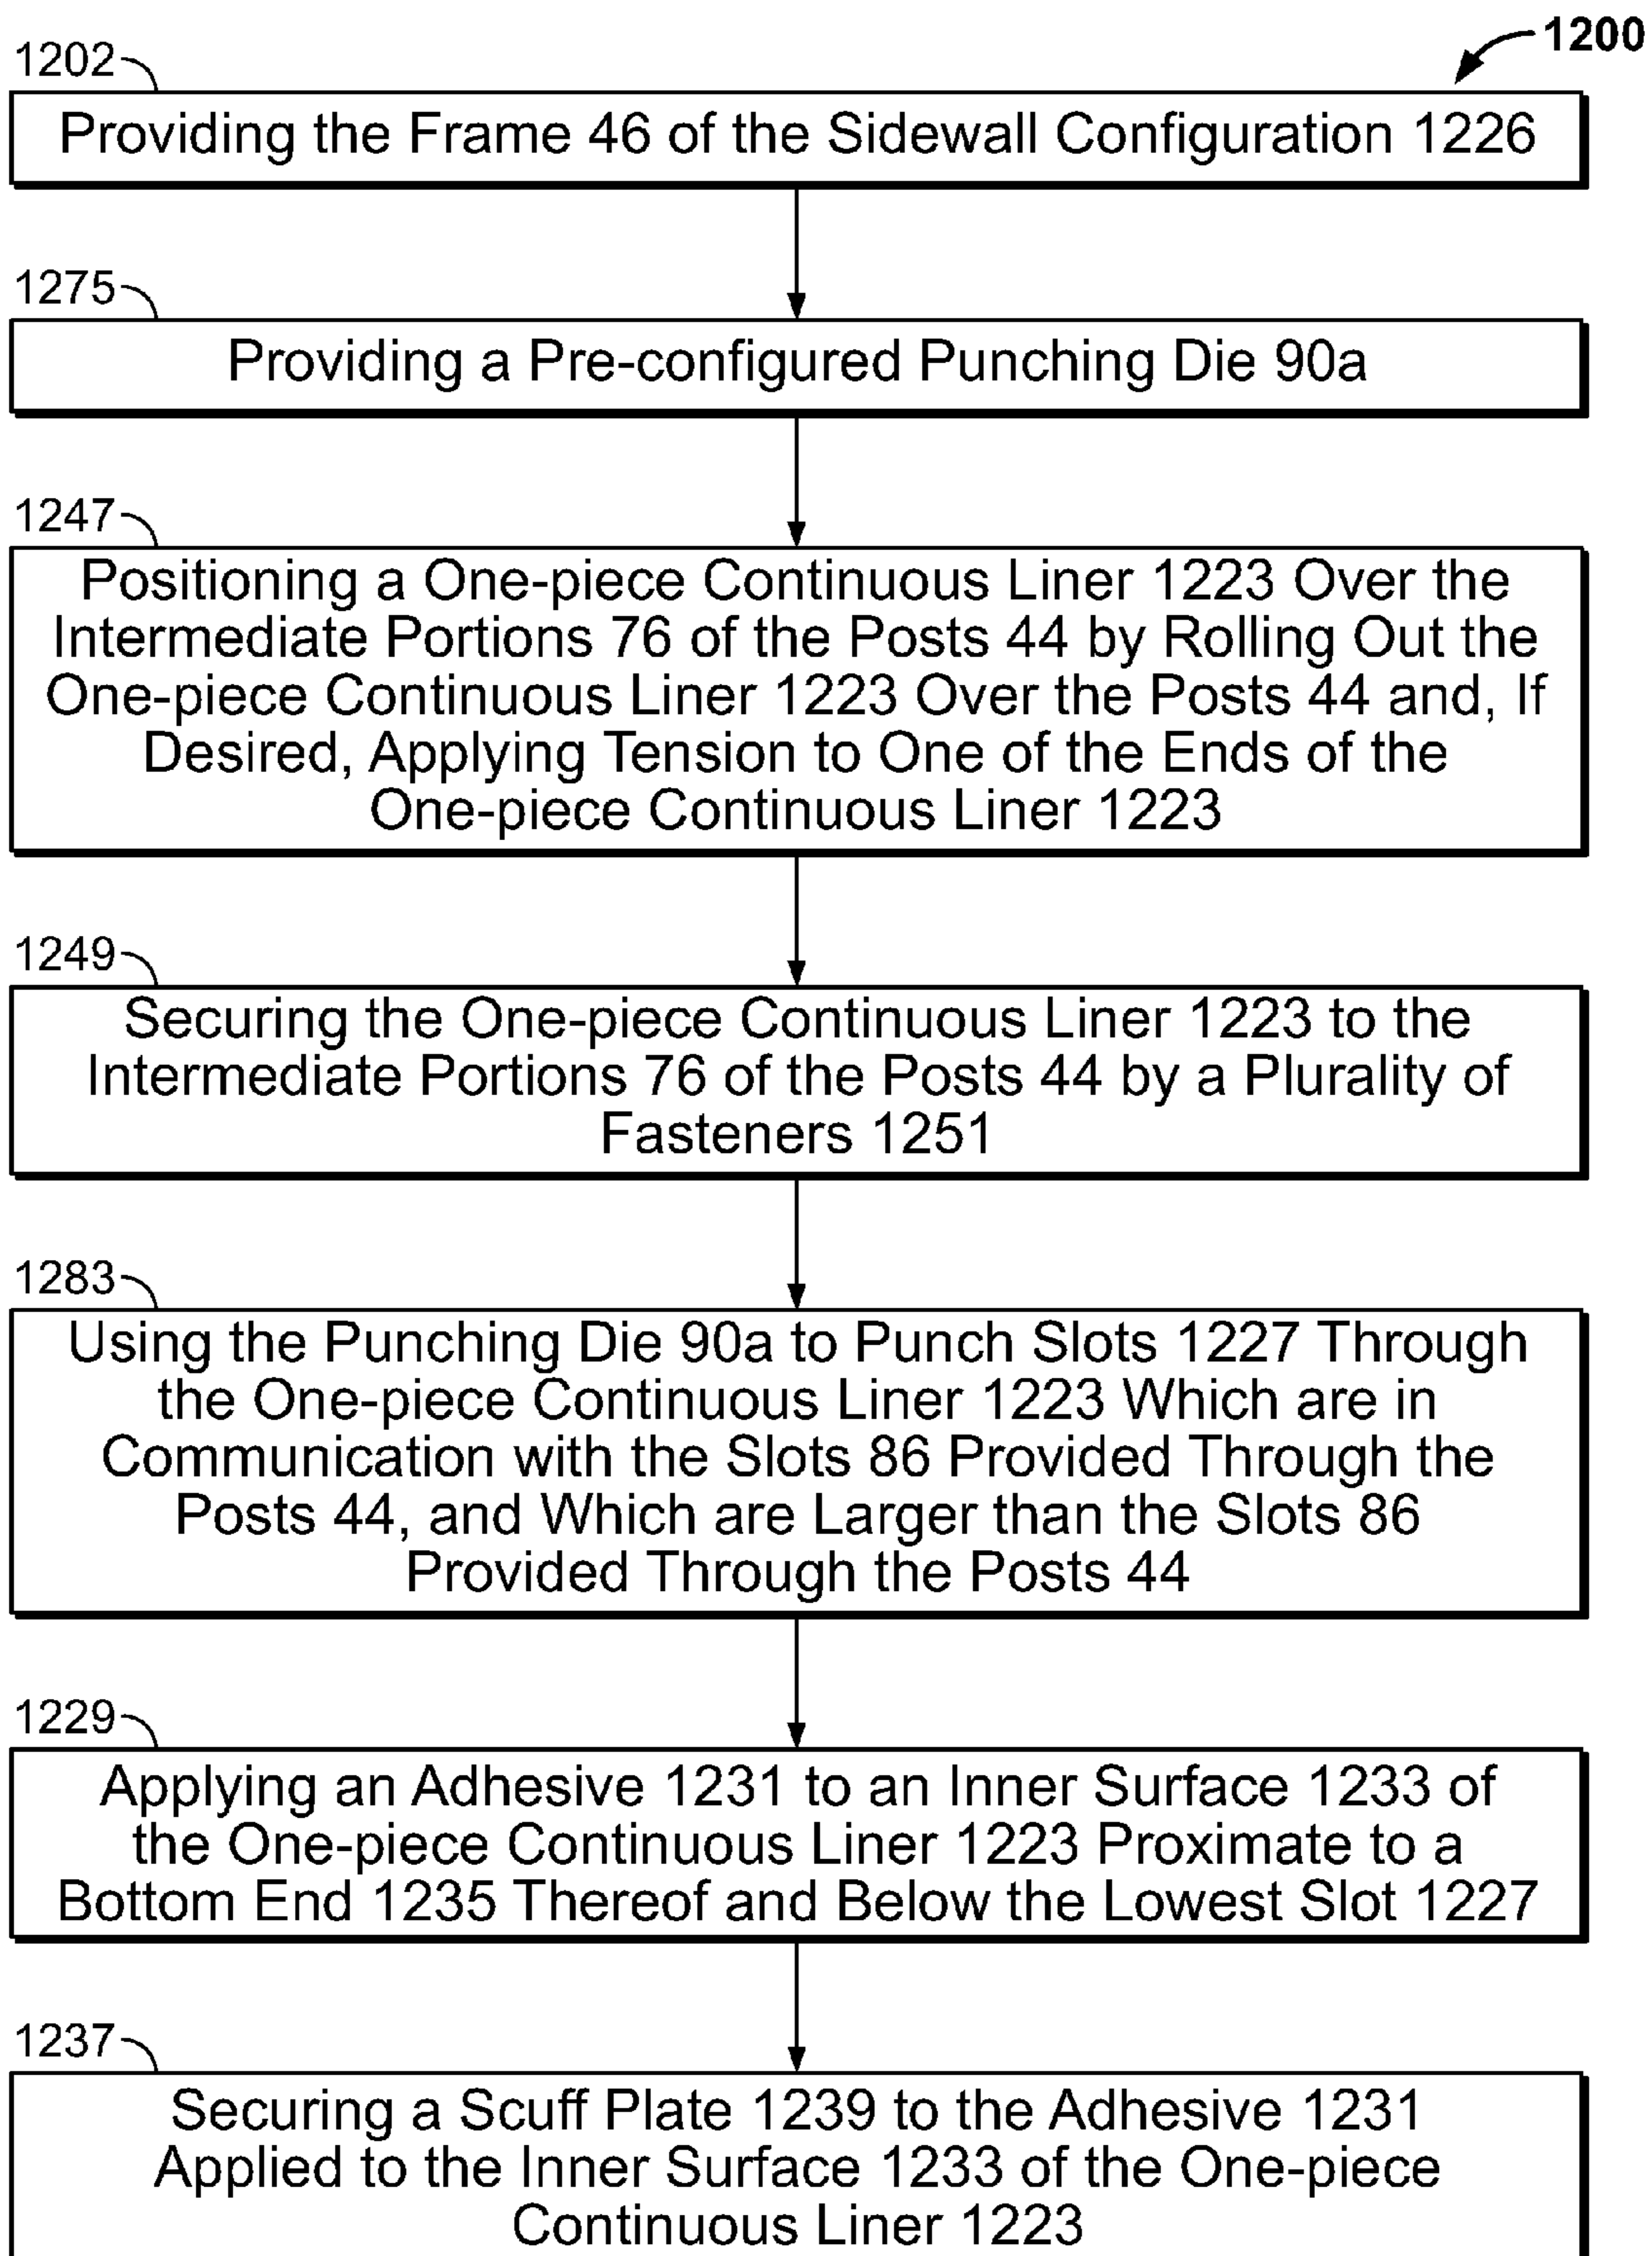 1200
1202
Providing the Frame 46 of the Sidewall Configuration 1226
1275
Providing a Pre-configured Punching Die 90a
1247
Positioning a One-piece Continuous Liner 1223 Over the
Intermediate Portions 76 of the Posts 44 by Rolling Out the
One-piece Continuous Liner 1223 Over the Posts 44 and, If
Desired, Applying Tension to One of the Ends of the
One-piece Continuous Liner 1223
1249
Securing the One-piece Continuous Liner 1223 to the
Intermediate Portions 76 of the Posts 44 by a Plurality of
Fasteners 1251
1283
Using the Punching Die 90a to Punch Slots 1227 Through
the One-piece Continuous Liner 1223 Which are in
Communication with the Slots 86 Provided Through the
Posts 44, and Which are Larger than the Slots 86
Provided Through the Posts 44
1229
Applying an Adhesive 1231 to an Inner Surface 1233 of
the One-piece Continuous Liner 1223 Proximate to a
Bottom End 1235 Thereof and Below the Lowest Slot 1227
1237
Securing a Scuff Plate 1239 to the Adhesive 1231
Applied to the Inner Surface 1233 of the One-piece
Continuous Liner 1223